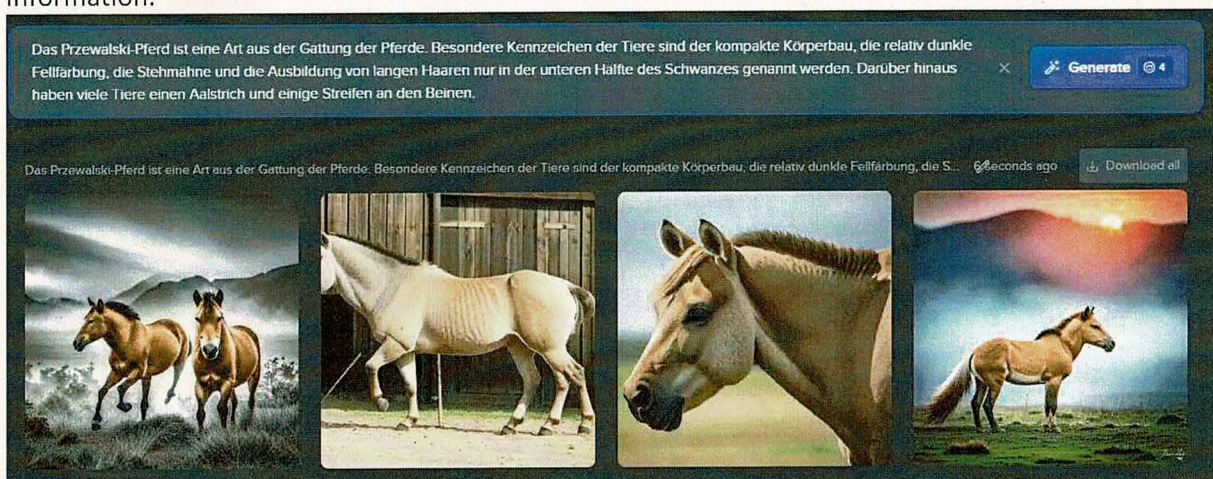 information.
Das Przewalski-Pferd ist eine Art aus der Gattung der Pferde. Besondere Kennzeichen der Tiere sind der kompakte Körperbau, die relativ dunkle
Fellfärbung, die Stehmähne und die Ausbildung von langen Haaren nur in der unteren Hälfte des Schwanzes genannt werden. Darüber hinaus
haben viele Tiere einen Aalstrich und einige Streifen an den Beinen.
Generate 4
Das Przewalski-Pferd ist eine Art aus der Gattung der Pferde. Besondere Kennzeichen der Tiere sind der kompakte Körperbau, die relativ dunkle Fellfärbung, die S... seconds ago Download all